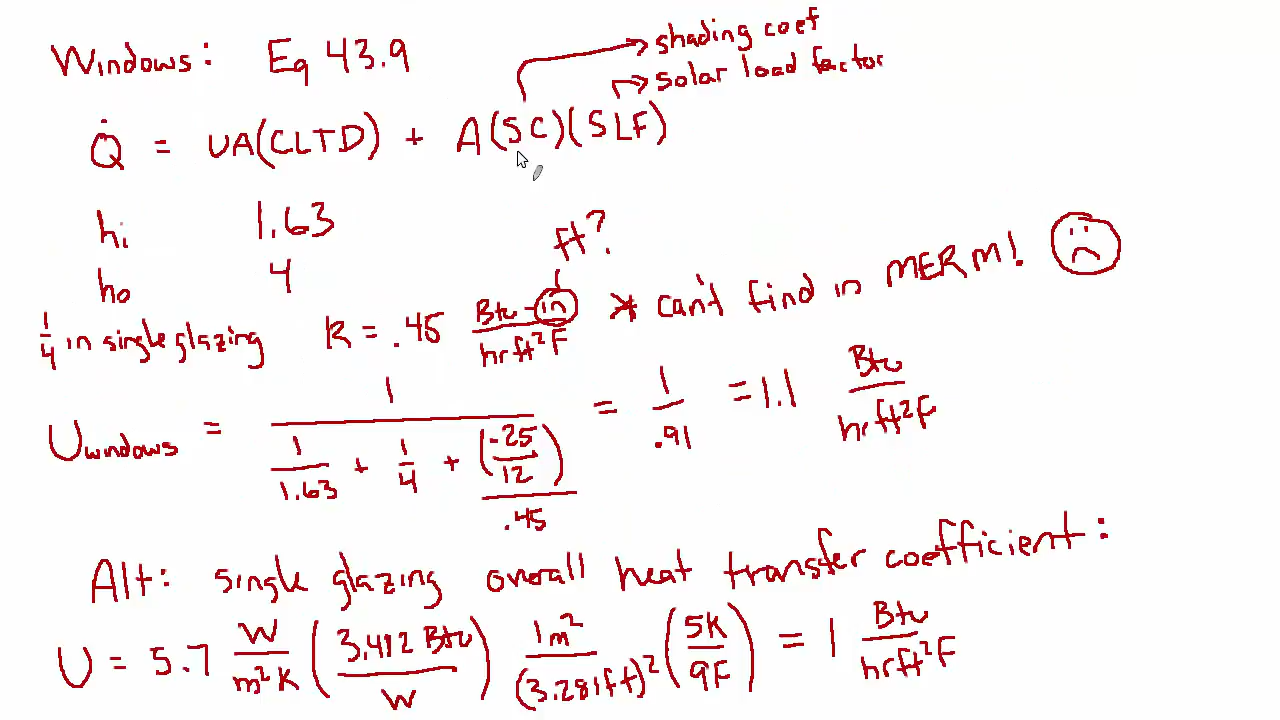 Windows: Eq 43.9
shading coef
solar load factor
Q̇ = UA(CLTD) + A(SC)(SLF)
hi 1.63
ho 4
ft?
1/4 in single glazing k = .45 Btu-in/hrft²F * can't find in MERM!
Uwindows = 1/(1/1.63 + 1/4 + (.25/12)/.45) = 1/.91 = 1.1 Btu/hrft²F
Alt: single glazing overall heat transfer coefficient:
U = 5.7 W/m²K (3.412 Btu/W) 1m²/(3.281ft)² (5K/9F) = 1 Btu/hrft²F